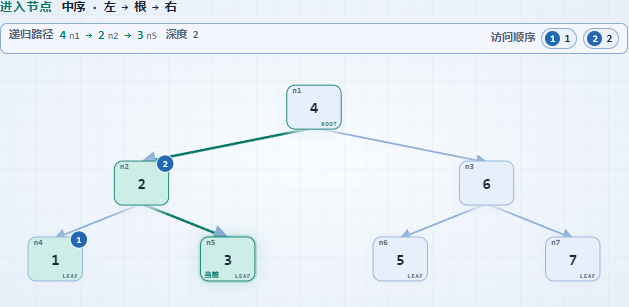 进入节点 中序 · 左 → 根 → 右
递归路径 4 n1 → 2 n2 → 3 n5 深度 2
访问顺序 1 1 2 2
n1
4
ROOT
n2
2
2
n3
6
n4
1
1
LEAF
n5
3
当前 LEAF
n6
5
LEAF
n7
7
LEAF